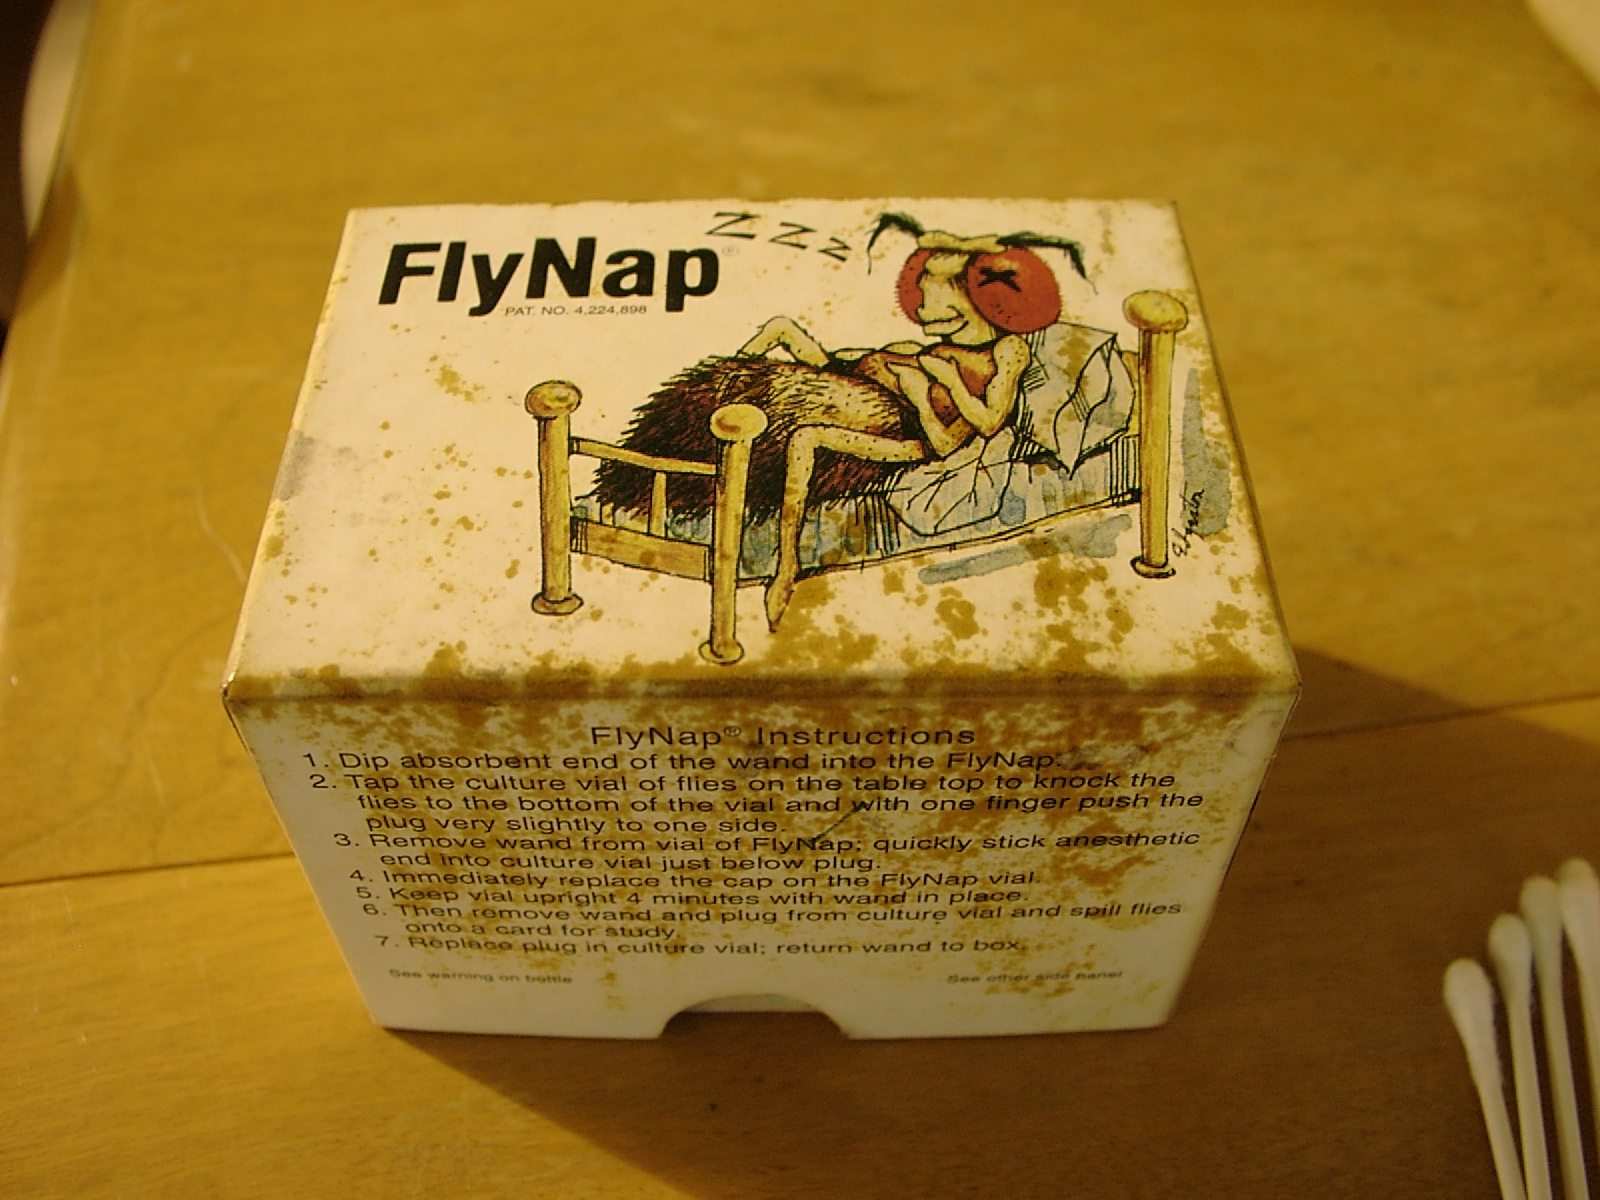 Z Z Z
FlyNap®
PAT. NO. 4,224,898
FlyNap® Instructions
1. Dip absorbent end of the wand into the FlyNap.
2. Tap the culture vial of flies on the table top to knock the
flies to the bottom of the vial and with one finger push the
plug very slightly to one side.
3. Remove wand from vial of FlyNap; quickly stick anesthetic
end into culture vial just below plug.
4. Immediately replace the cap on the FlyNap vial.
5. Keep vial upright 4 minutes with wand in place.
6. Then remove wand and plug from culture vial and spill flies
onto a card for study.
7. Replace plug in culture vial; return wand to box.
See warning on bottle
See other side panel